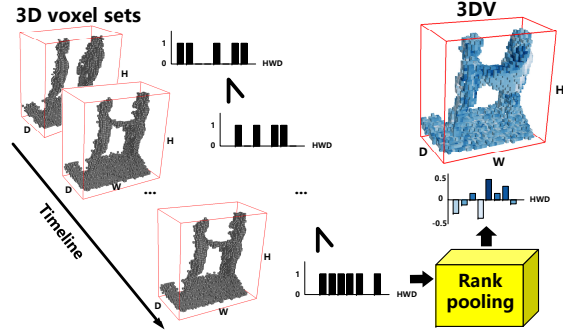 3D voxel sets
3DV
H
D
1
0
HWD
H
D
W
1
0
HWD
...
...
Timeline
H
D
W
H
D
W
1
0
HWD
0.5
0
-0.5
HWD
Rank
pooling